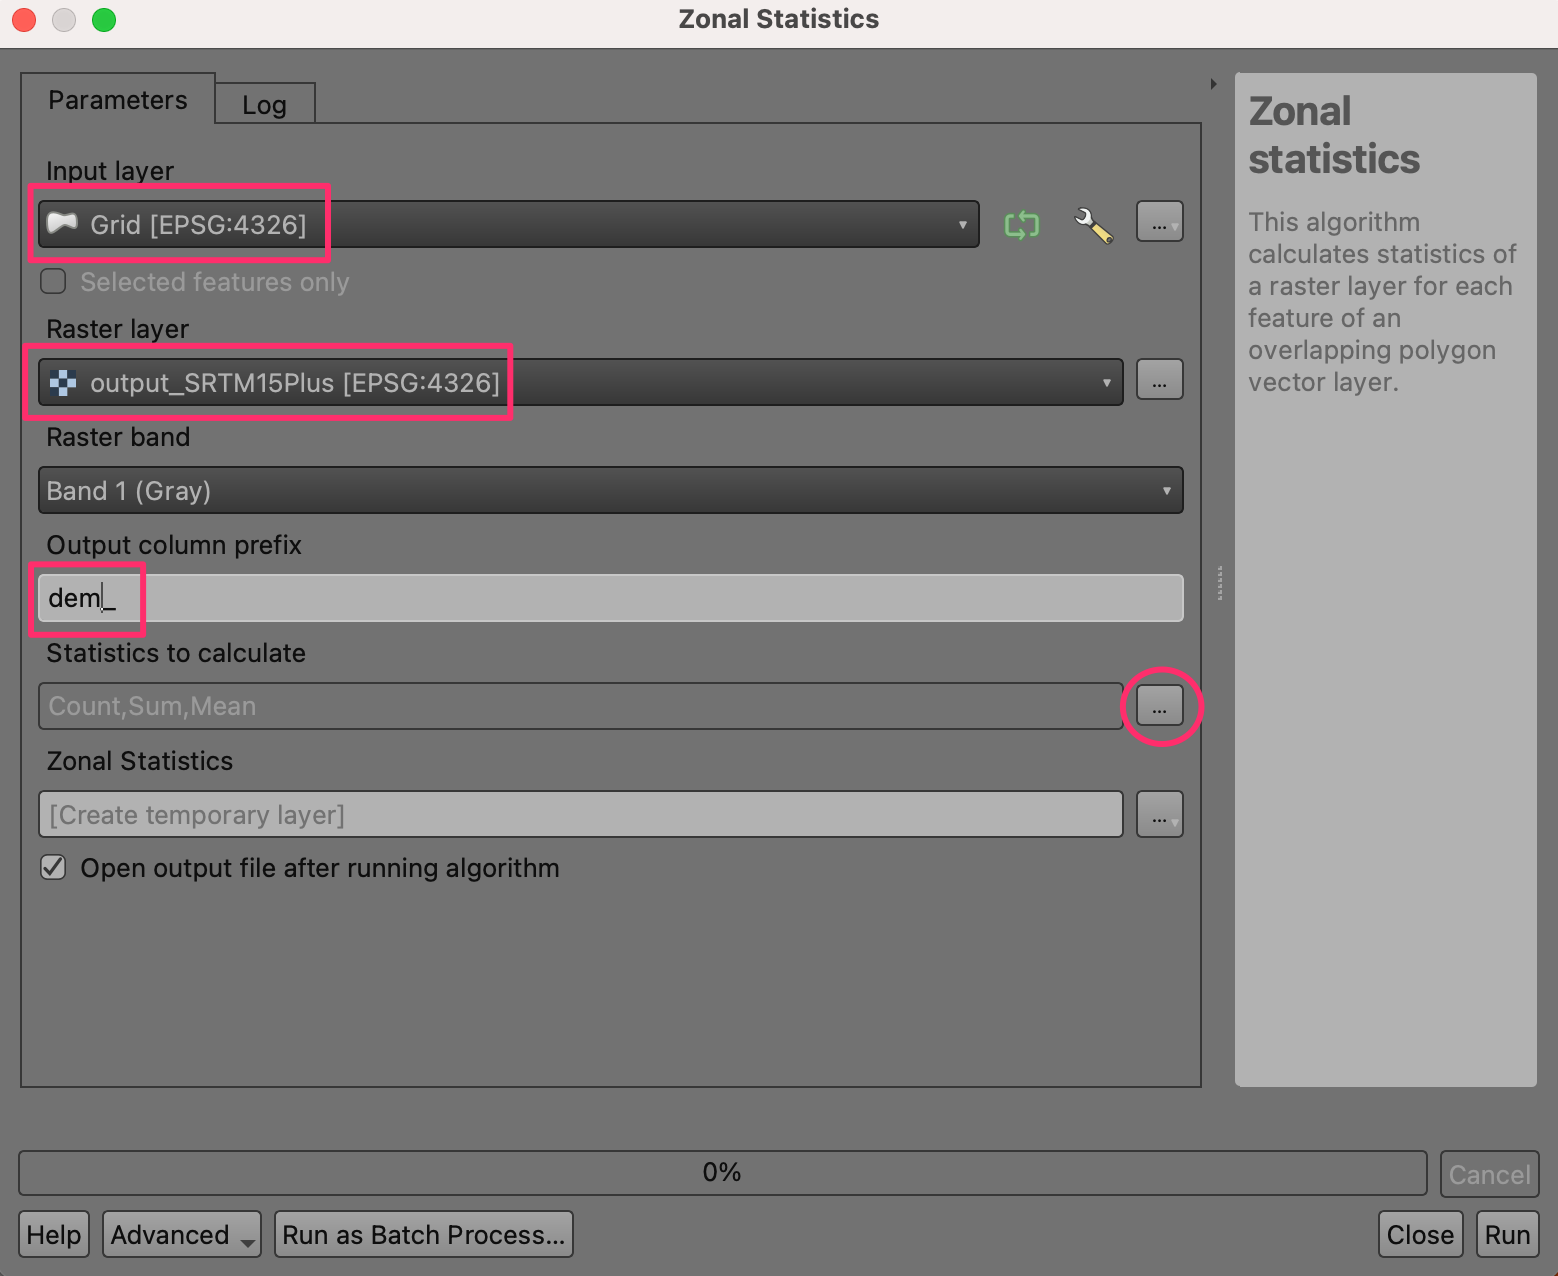 Zonal Statistics
Parameters
Log
Input layer
Grid [EPSG:4326]
...
Selected features only
Raster layer
output_SRTM15Plus [EPSG:4326]
...
Raster band
Band 1 (Gray)
Output column prefix
dem_
Statistics to calculate
Count,Sum,Mean
...
Zonal Statistics
[Create temporary layer]
...
Open output file after running algorithm
Zonal
statistics
This algorithm
calculates statistics of
a raster layer for each
feature of an
overlapping polygon
vector layer.
0%
Cancel
Help
Advanced
Run as Batch Process...
Close
Run